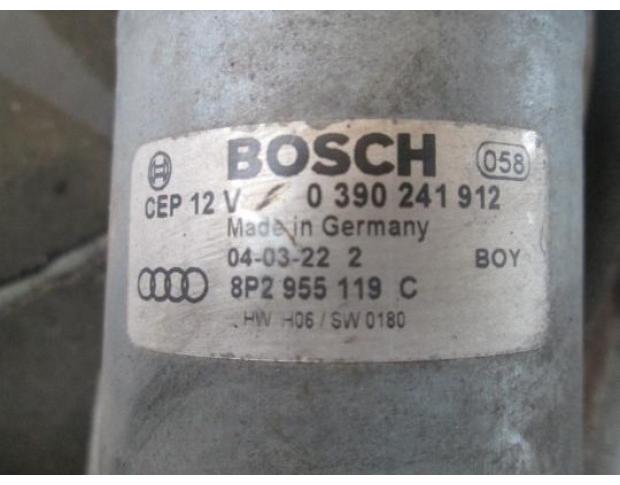 BOSCH 058
CEP 12 V 0 390 241 912
Made in Germany
04-03-22 2 BOY
8P2 955 119 C
HW H06 / SW 0180